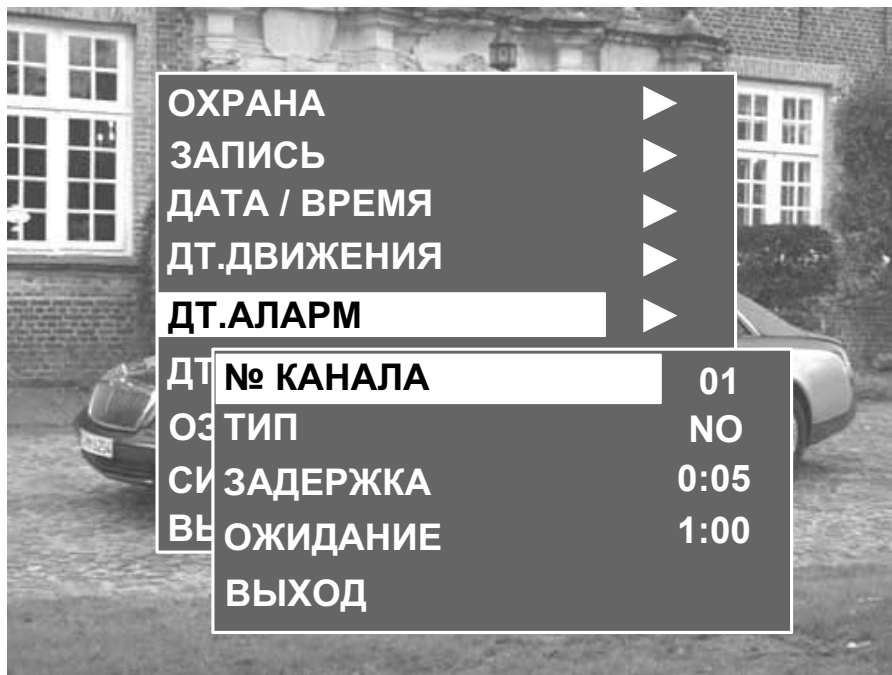 ОХРАНА
ЗАПИСЬ
ДАТА / ВРЕМЯ
ДТ.ДВИЖЕНИЯ
ДТ.АЛАРМ
ДТ
ОЗ
СИ
ВЫ
№ КАНАЛА 01
ТИП NO
ЗАДЕРЖКА 0:05
ОЖИДАНИЕ 1:00
ВЫХОД